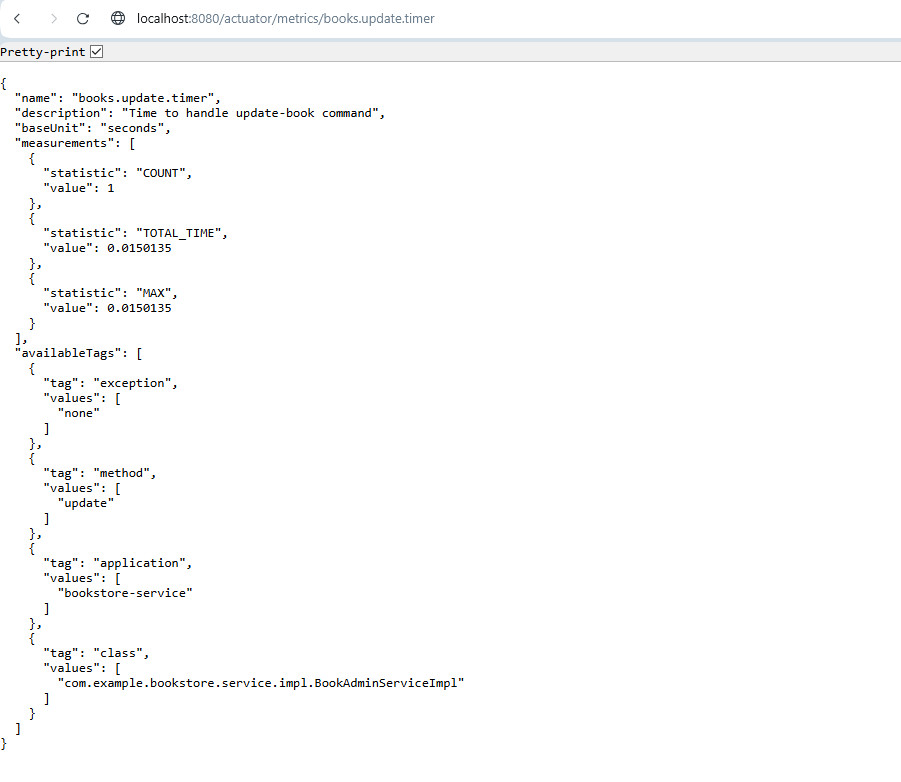 localhost:8080/actuator/metrics/books.update.timer
Pretty-print
{
  "name": "books.update.timer",
  "description": "Time to handle update-book command",
  "baseUnit": "seconds",
  "measurements": [
    {
      "statistic": "COUNT",
      "value": 1
    },
    {
      "statistic": "TOTAL_TIME",
      "value": 0.0150135
    },
    {
      "statistic": "MAX",
      "value": 0.0150135
    }
  ],
  "availableTags": [
    {
      "tag": "exception",
      "values": [
        "none"
      ]
    },
    {
      "tag": "method",
      "values": [
        "update"
      ]
    },
    {
      "tag": "application",
      "values": [
        "bookstore-service"
      ]
    },
    {
      "tag": "class",
      "values": [
        "com.example.bookstore.service.impl.BookAdminServiceImpl"
      ]
    }
  ]
}